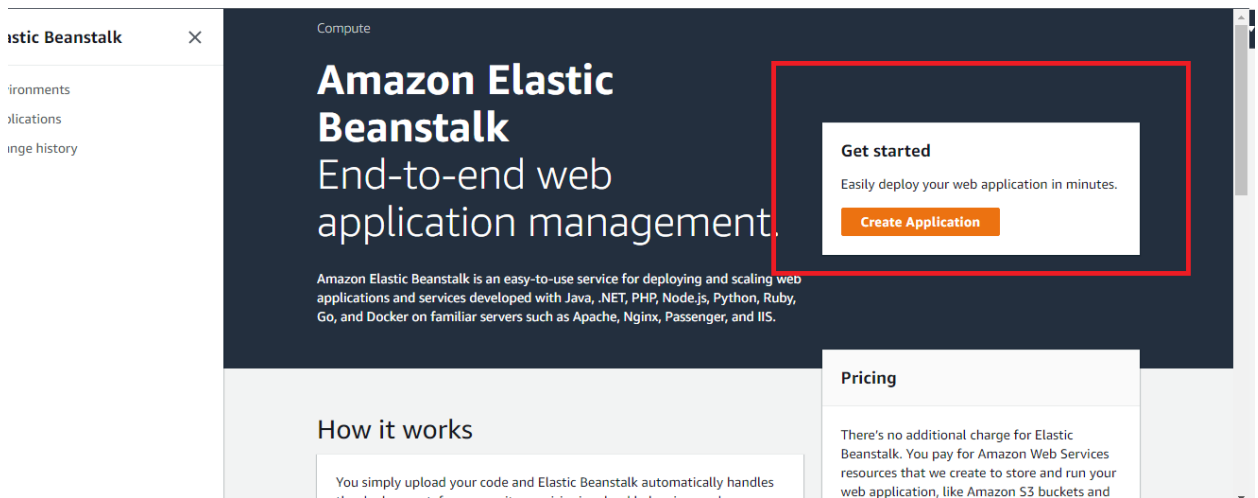 astic Beanstalk
vironments
plications
ange history
Compute
Amazon Elastic
Beanstalk
End-to-end web
application management.
Amazon Elastic Beanstalk is an easy-to-use service for deploying and scaling web
applications and services developed with Java, .NET, PHP, Node.js, Python, Ruby,
Go, and Docker on familiar servers such as Apache, Nginx, Passenger, and IIS.
Get started
Easily deploy your web application in minutes.
Create Application
Pricing
There's no additional charge for Elastic
Beanstalk. You pay for Amazon Web Services
resources that we create to store and run your
web application, like Amazon S3 buckets and
How it works
You simply upload your code and Elastic Beanstalk automatically handles